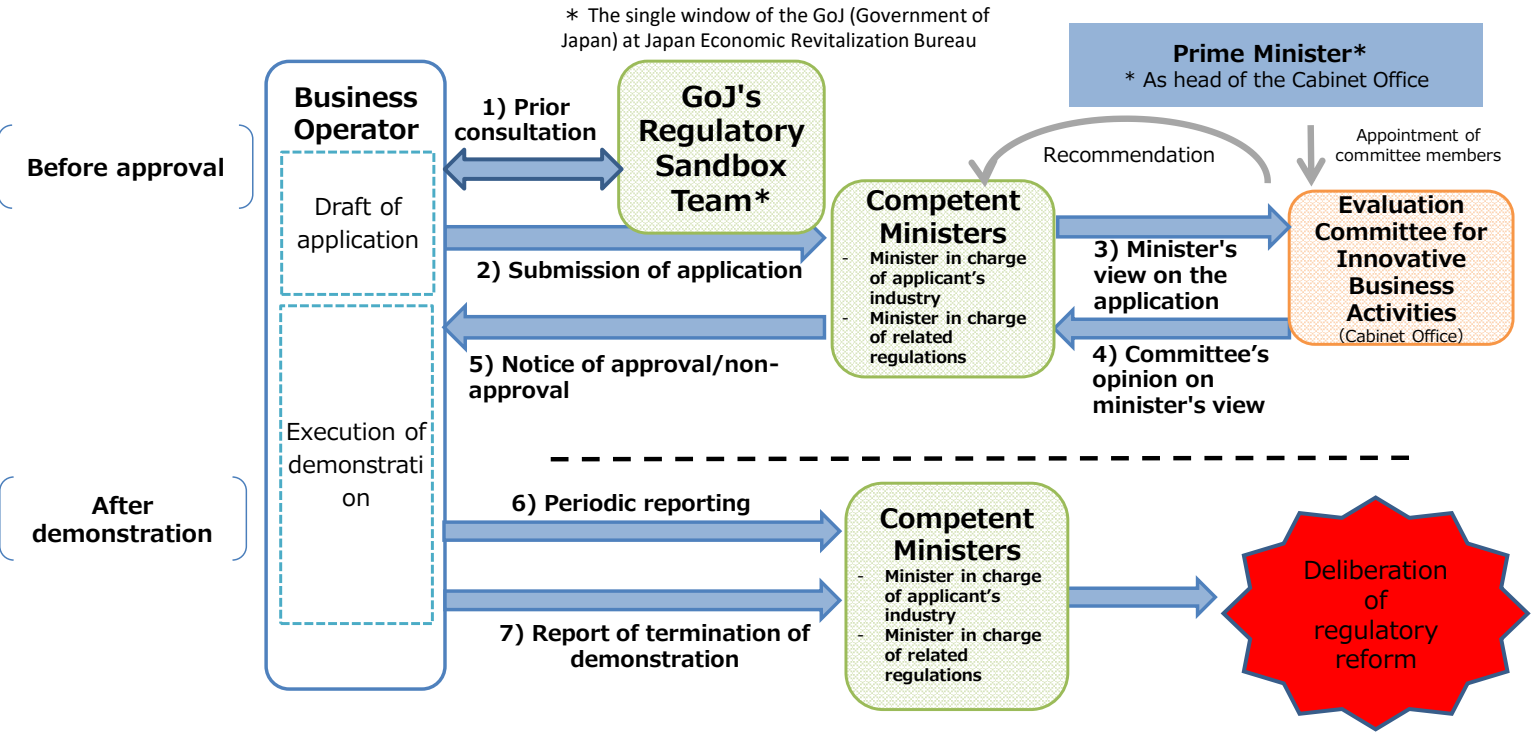 * The single window of the GoJ (Government of
Japan) at Japan Economic Revitalization Bureau
Prime Minister*
* As head of the Cabinet Office
Before approval
Business
Operator
1) Prior
consultation
GoJ's
Regulatory
Sandbox
Team*
Recommendation
Appointment of
committee members
Draft of
application
2) Submission of application
Competent
Ministers
- Minister in charge
of applicant's
industry
- Minister in charge
of related
regulations
3) Minister's
view on the
application
Evaluation
Committee for
Innovative
Business
Activities
(Cabinet Office)
5) Notice of approval/non-
approval
4) Committee's
opinion on
minister's view
Execution of
demonstrati
on
After
demonstration
6) Periodic reporting
7) Report of termination of
demonstration
Competent
Ministers
- Minister in charge
of applicant's
industry
- Minister in charge
of related
regulations
Deliberation
of
regulatory
reform